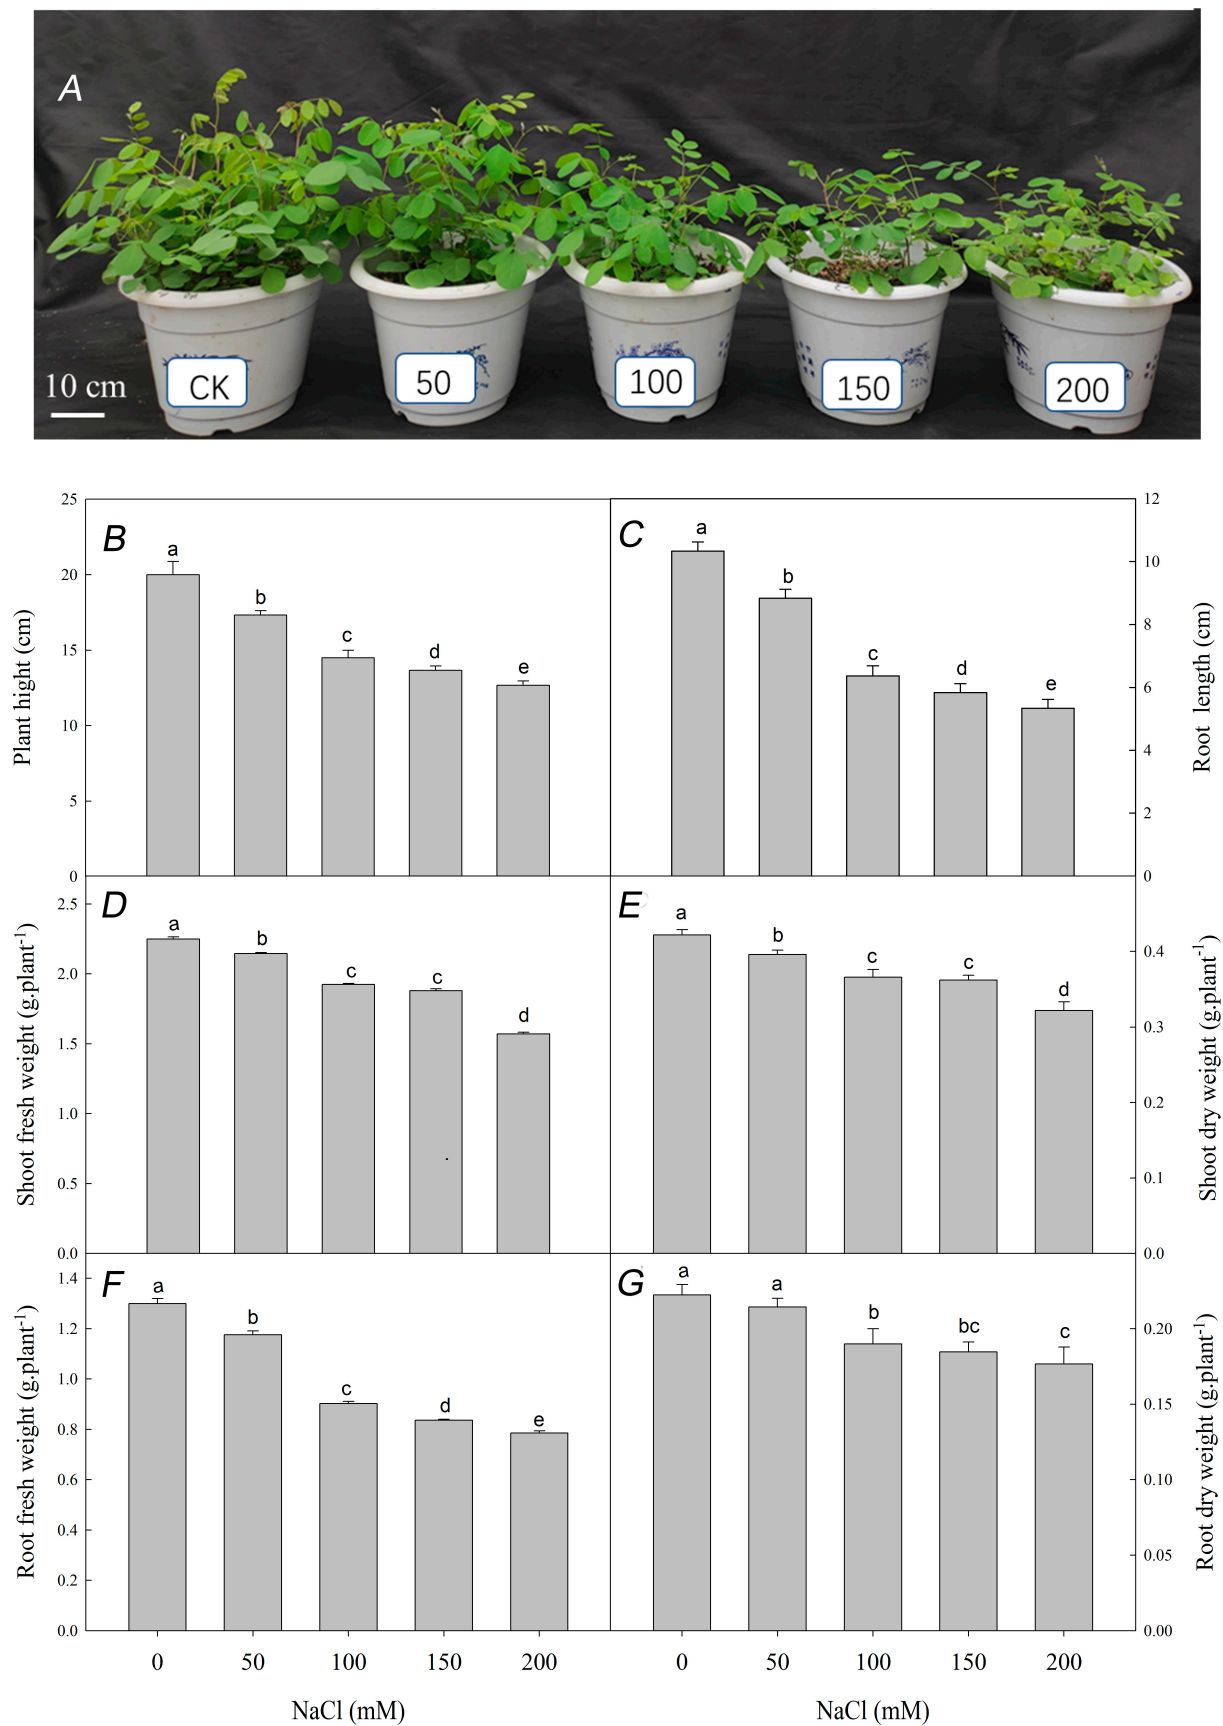 A
10 cm
CK
50
100
150
200
B
C
25
20
15
10
5
0
Plant hight (cm)
a
b
c
d
e
a
b
c
d
e
12
10
8
6
4
2
0
Root length (cm)
D
E
2.5
2.0
1.5
1.0
0.5
0.0
Shoot fresh weight (g.plant⁻¹)
a
b
c
c
d
a
b
c
c
d
0.4
0.3
0.2
0.1
0.0
Shoot dry weight (g.plant⁻¹)
F
G
1.4
1.2
1.0
0.8
0.6
0.4
0.2
0.0
Root fresh weight (g.plant⁻¹)
a
b
c
d
e
a
a
b
bc
c
0.20
0.15
0.10
0.05
0.00
Root dry weight (g.plant⁻¹)
0 50 100 150 200
0 50 100 150 200
NaCl (mM)
NaCl (mM)